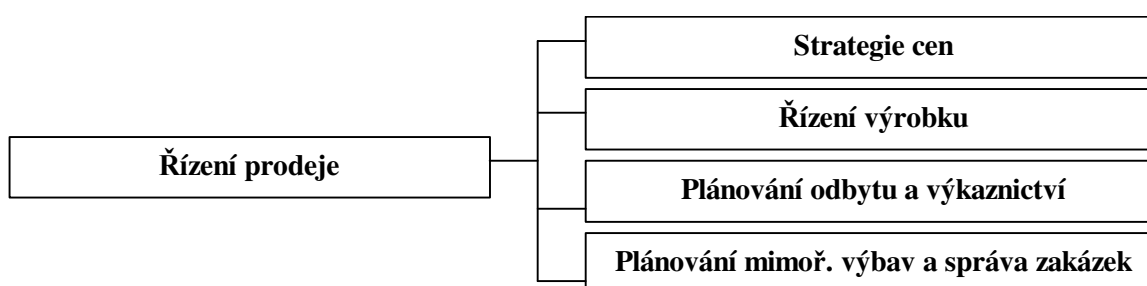 Strategie cen
Řízení výrobku
Řízení prodeje
Plánování odbytu a výkaznictví
Plánování mimoř. výbav a správa zakázek